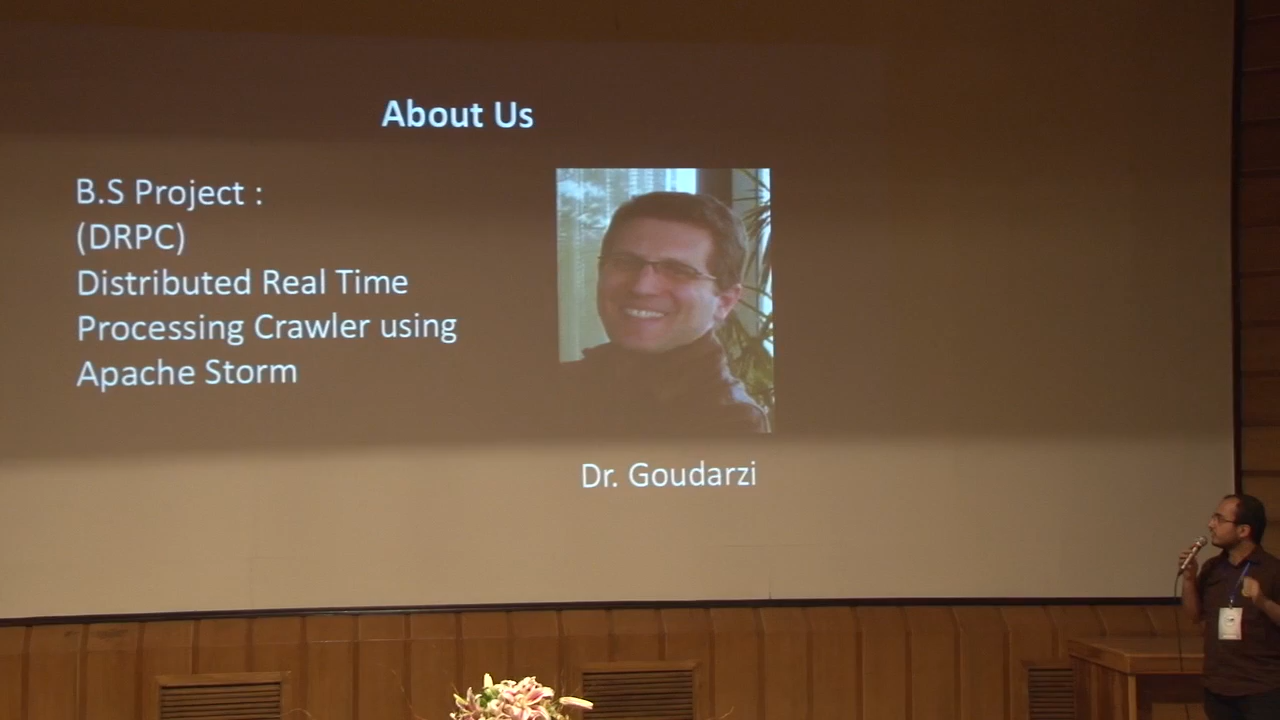 About Us
B.S Project :
(DRPC)
Distributed Real Time
Processing Crawler using
Apache Storm
Dr. Goudarzi